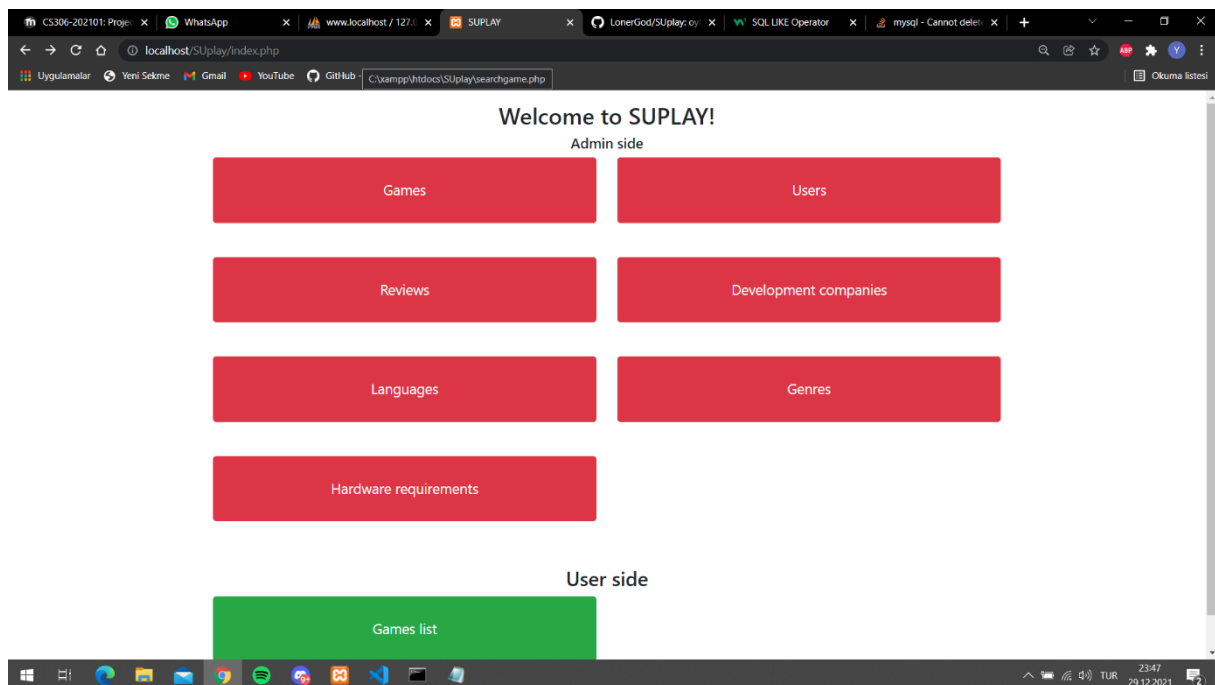 CS306-202101: Projec
WhatsApp
www.localhost / 127.0
SUPLAY
LonerGod/SUplay: oy
SQL LIKE Operator
mysql - Cannot delete
localhost/SUplay/index.php
ABP
Y
Uygulamalar
Yeni Sekme
Gmail
YouTube
GitHub -
C:\xampp\htdocs\SUplay\searchgame.php
Okuma listesi
Welcome to SUPLAY!
Admin side
Games
Users
Reviews
Development companies
Languages
Genres
Hardware requirements
User side
Games list
TUR
23:47
29.12.2021
2